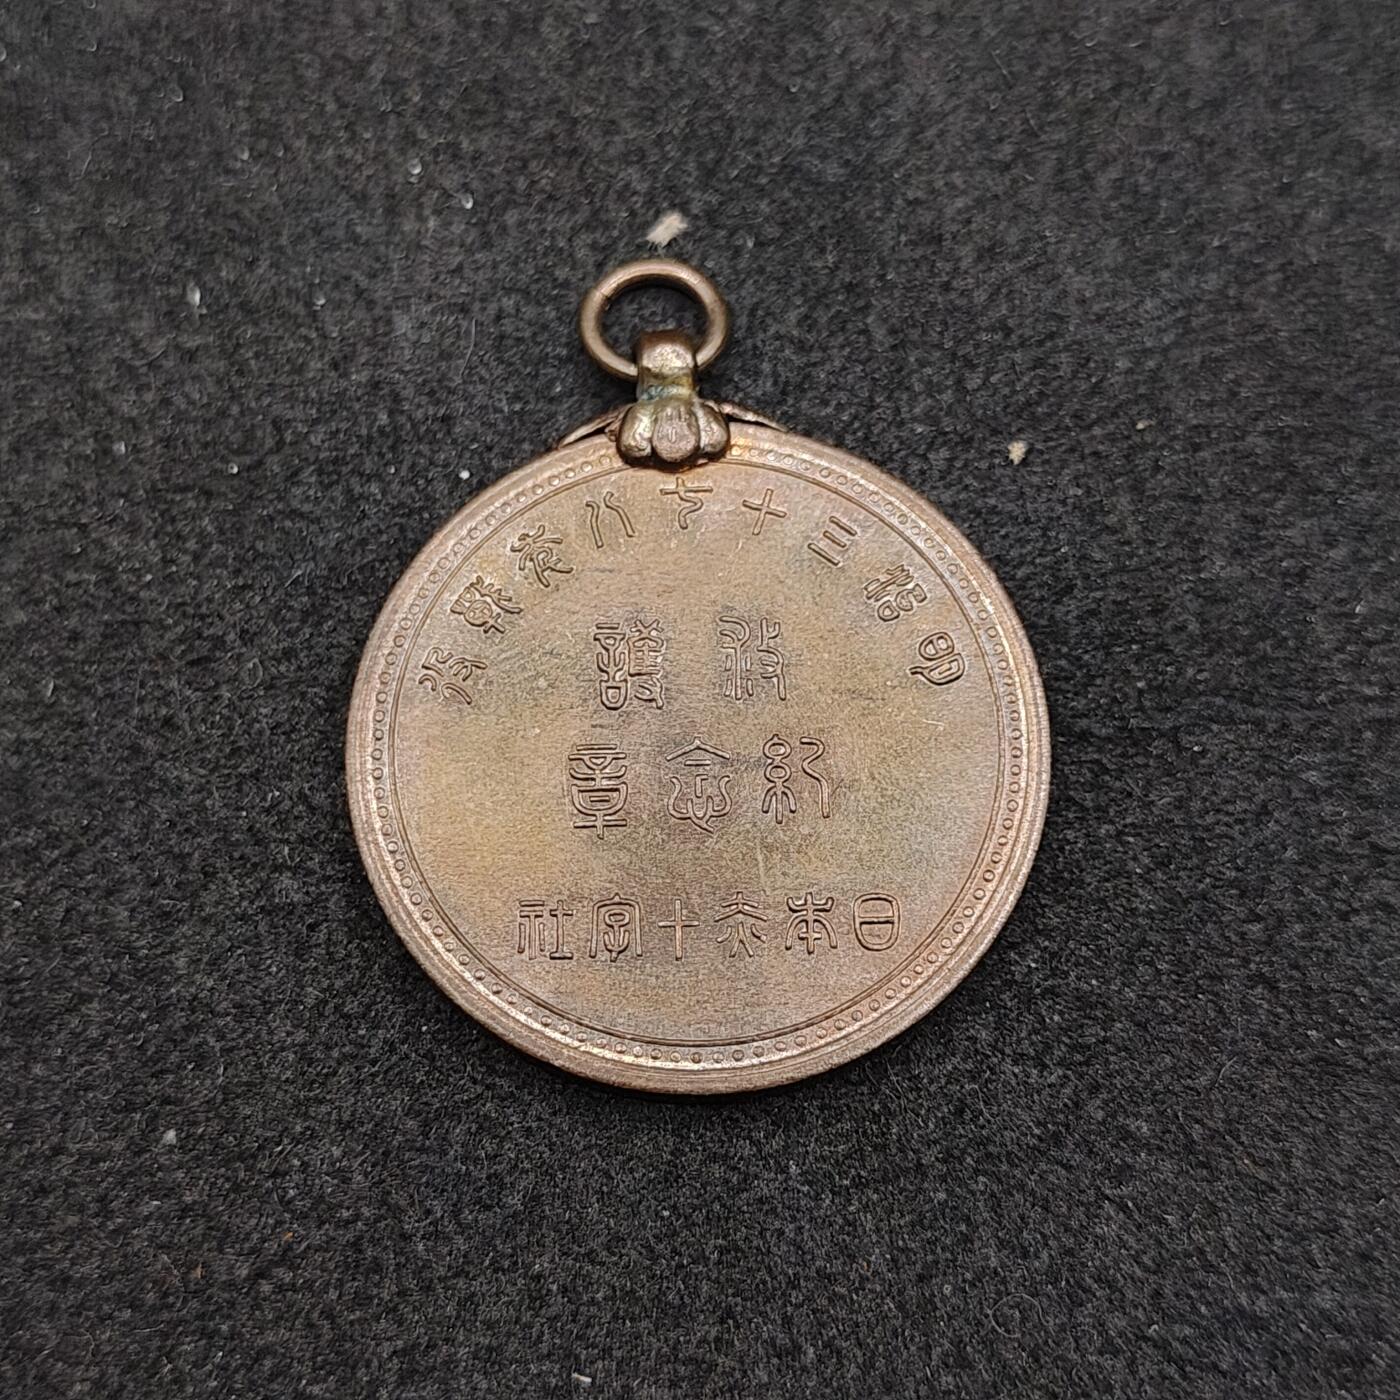 明治三十七八年戰役
救護
紀念章
日本赤十字社